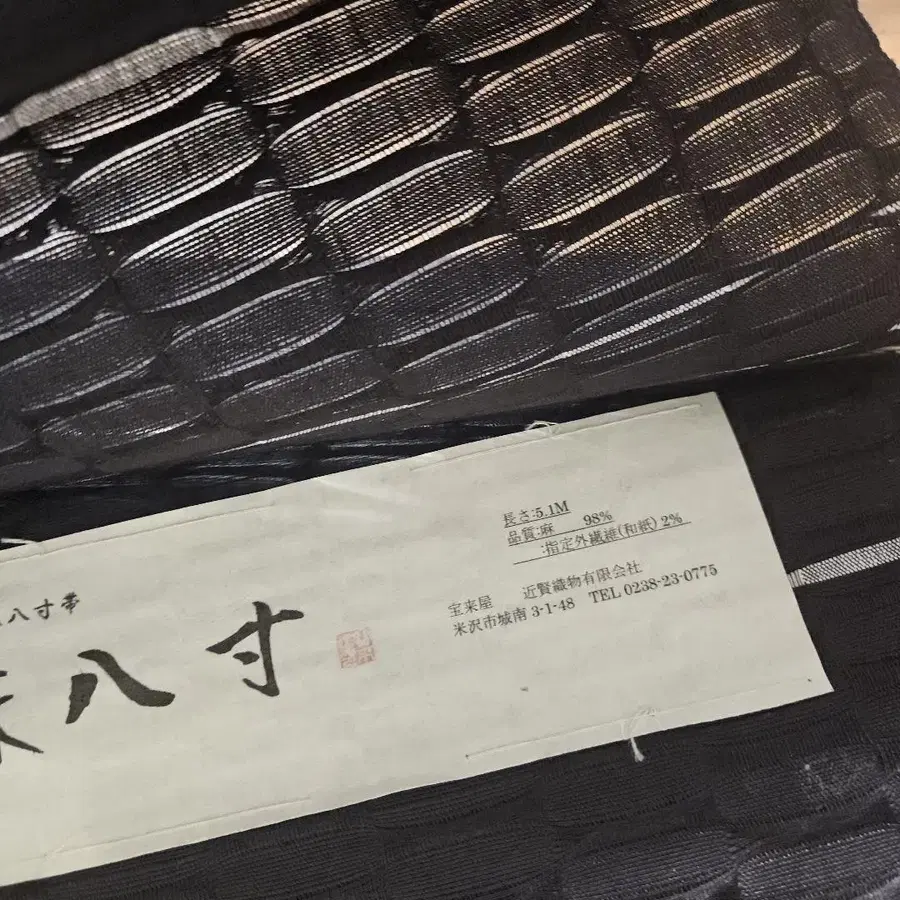 八寸帯
八寸
長さ:5.1M
品質:麻 98%
:指定外繊維(和紙) 2%
宝来屋 近賢織物有限会社
米沢市城南 3-1-48 TEL 0238-23-0775